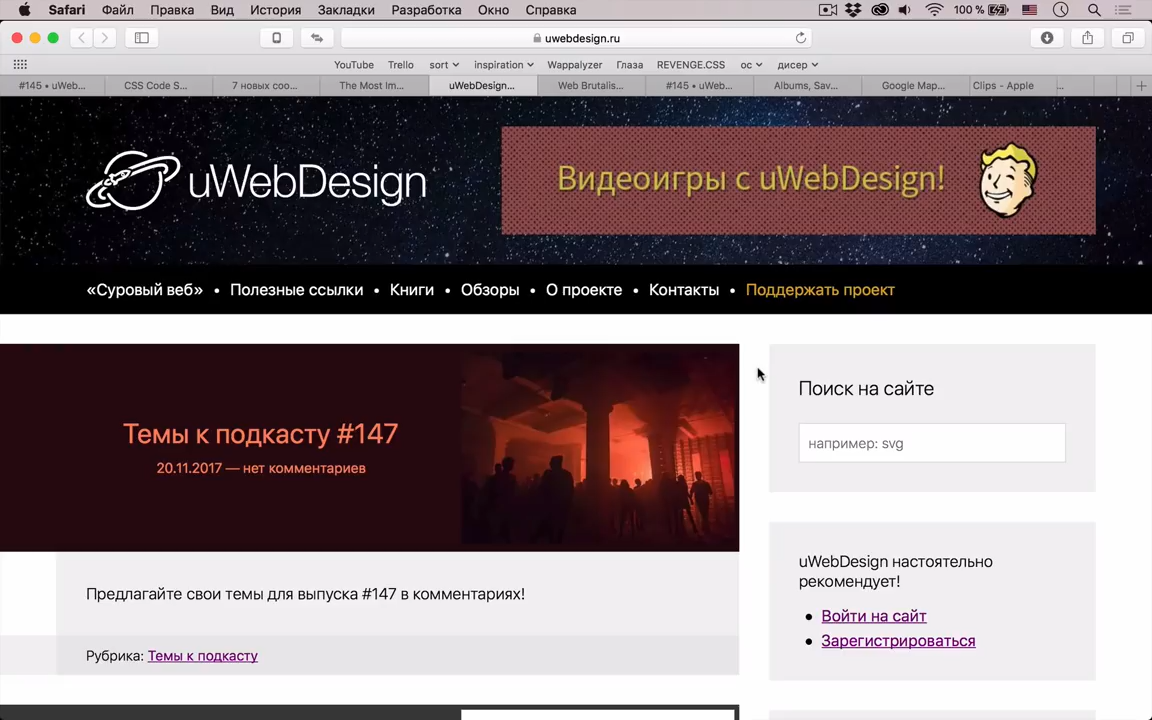 Safari Файл Правка Вид История Закладки Разработка Окно Справка 100 %
uwebdesign.ru
YouTube Trello sort inspiration Wappalyzer Глаза REVENGE.CSS ос дисер
#145 • uWeb... CSS Code S... 7 новых соо... The Most Im... uWebDesign... Web Brutalis... #145 • uWeb... Albums, Sav... Google Map... Clips - Apple ...
uWebDesign
Видеоигры с uWebDesign!
«Суровый веб» • Полезные ссылки • Книги • Обзоры • О проекте • Контакты • Поддержать проект
Темы к подкасту #147
20.11.2017 — нет комментариев
Поиск на сайте
например: svg
Предлагайте свои темы для выпуска #147 в комментариях!
Рубрика: Темы к подкасту
uWebDesign настоятельно
рекомендует!
• Войти на сайт
• Зарегистрироваться